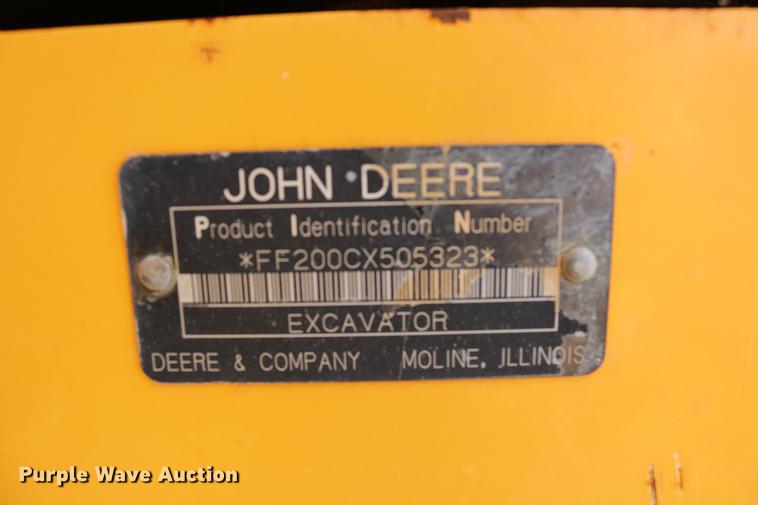 JOHN DEERE
Product Identification Number
*FF200CX505323*
EXCAVATOR
DEERE & COMPANY MOLINE, ILLINOIS
Purple Wave Auction